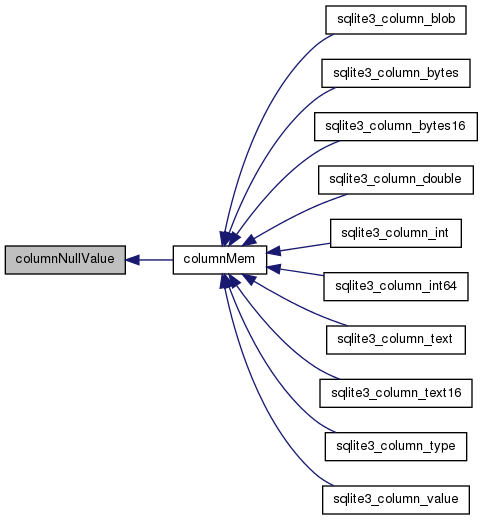 sqlite3_column_blob
sqlite3_column_bytes
sqlite3_column_bytes16
sqlite3_column_double
sqlite3_column_int
columnNullValue
columnMem
sqlite3_column_int64
sqlite3_column_text
sqlite3_column_text16
sqlite3_column_type
sqlite3_column_value